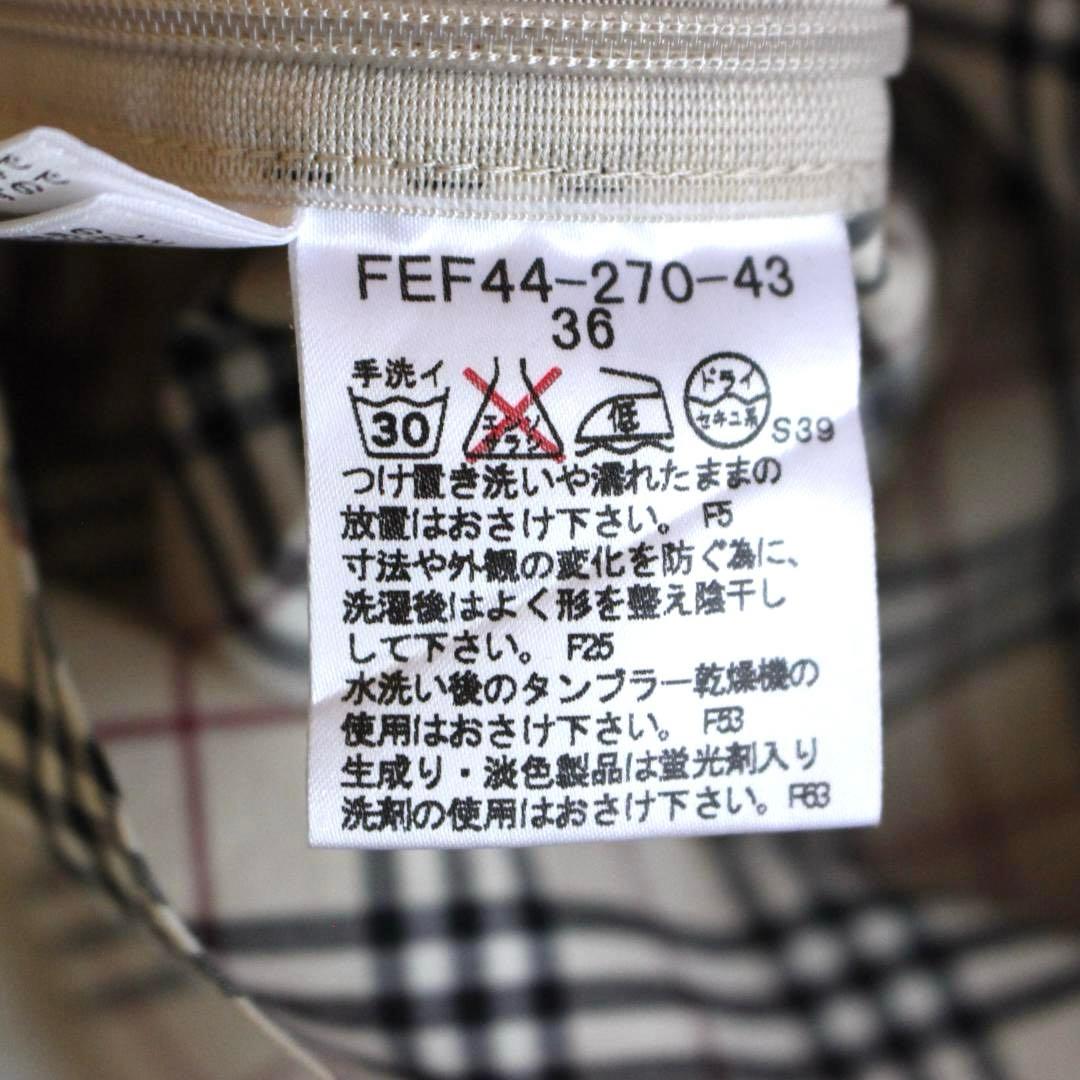 FEF44-270-43
36
手洗イ
30
エンソ
サラシ
低
ドライ
セキユ系
S39
つけ置き洗いや濡れたままの
放置はおさけ下さい。 F5
寸法や外観の変化を防ぐ為に、
洗濯後はよく形を整え陰干し
して下さい。 F25
水洗い後のタンブラー乾燥機の
使用はおさけ下さい。 F53
生成り・淡色製品は蛍光剤入り
洗剤の使用はおさけ下さい。 F63